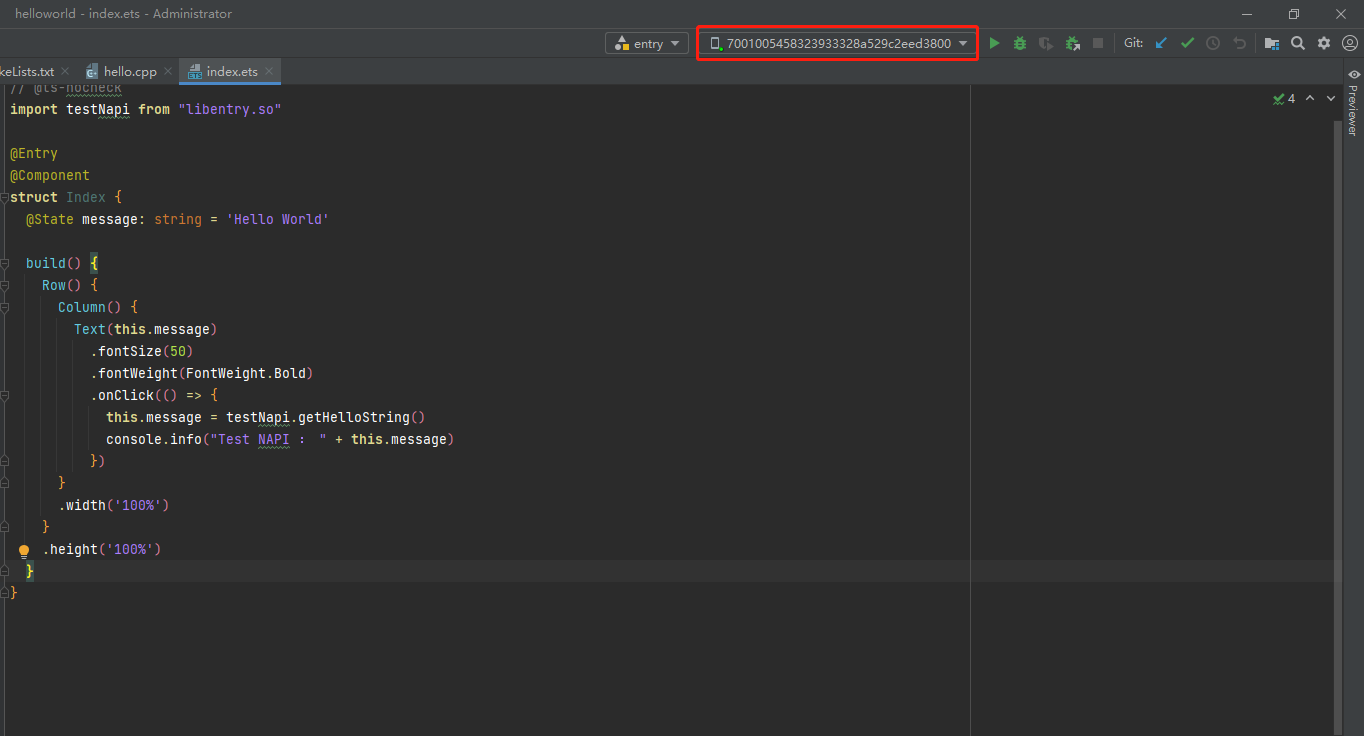 helloworld - index.ets - Administrator
entry 7001005458323933328a529c2eed3800 Git:
keLists.txt hello.cpp index.ets
// @ts-nocheck
import testNapi from "libentry.so"
4
Previewer
@Entry
@Component
struct Index {
@State message: string = 'Hello World'
build() {
Row() {
Column() {
Text(this.message)
.fontSize(50)
.fontWeight(FontWeight.Bold)
.onClick(() => {
this.message = testNapi.getHelloString()
console.info("Test NAPI : " + this.message)
})
}
.width('100%')
}
.height('100%')
}
}